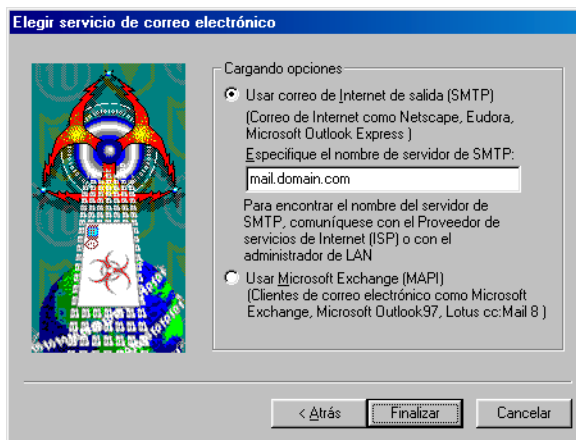 Elegir servicio de correo electrónico
Cargando opciones
Usar correo de Internet de salida (SMTP)
(Correo de Internet como Netscape, Eudora,
Microsoft Outlook Express )
Especifique el nombre de servidor de SMTP:
mail.domain.com
Para encontrar el nombre del servidor de
SMTP, comuníquese con el Proveedor de
servicios de Internet (ISP) o con el
administrador de LAN
Usar Microsoft Exchange (MAPI)
(Clientes de correo electrónico como Microsoft
Exchange, Microsoft Outlook97, Lotus cc:Mail 8 )
< Atrás
Finalizar
Cancelar